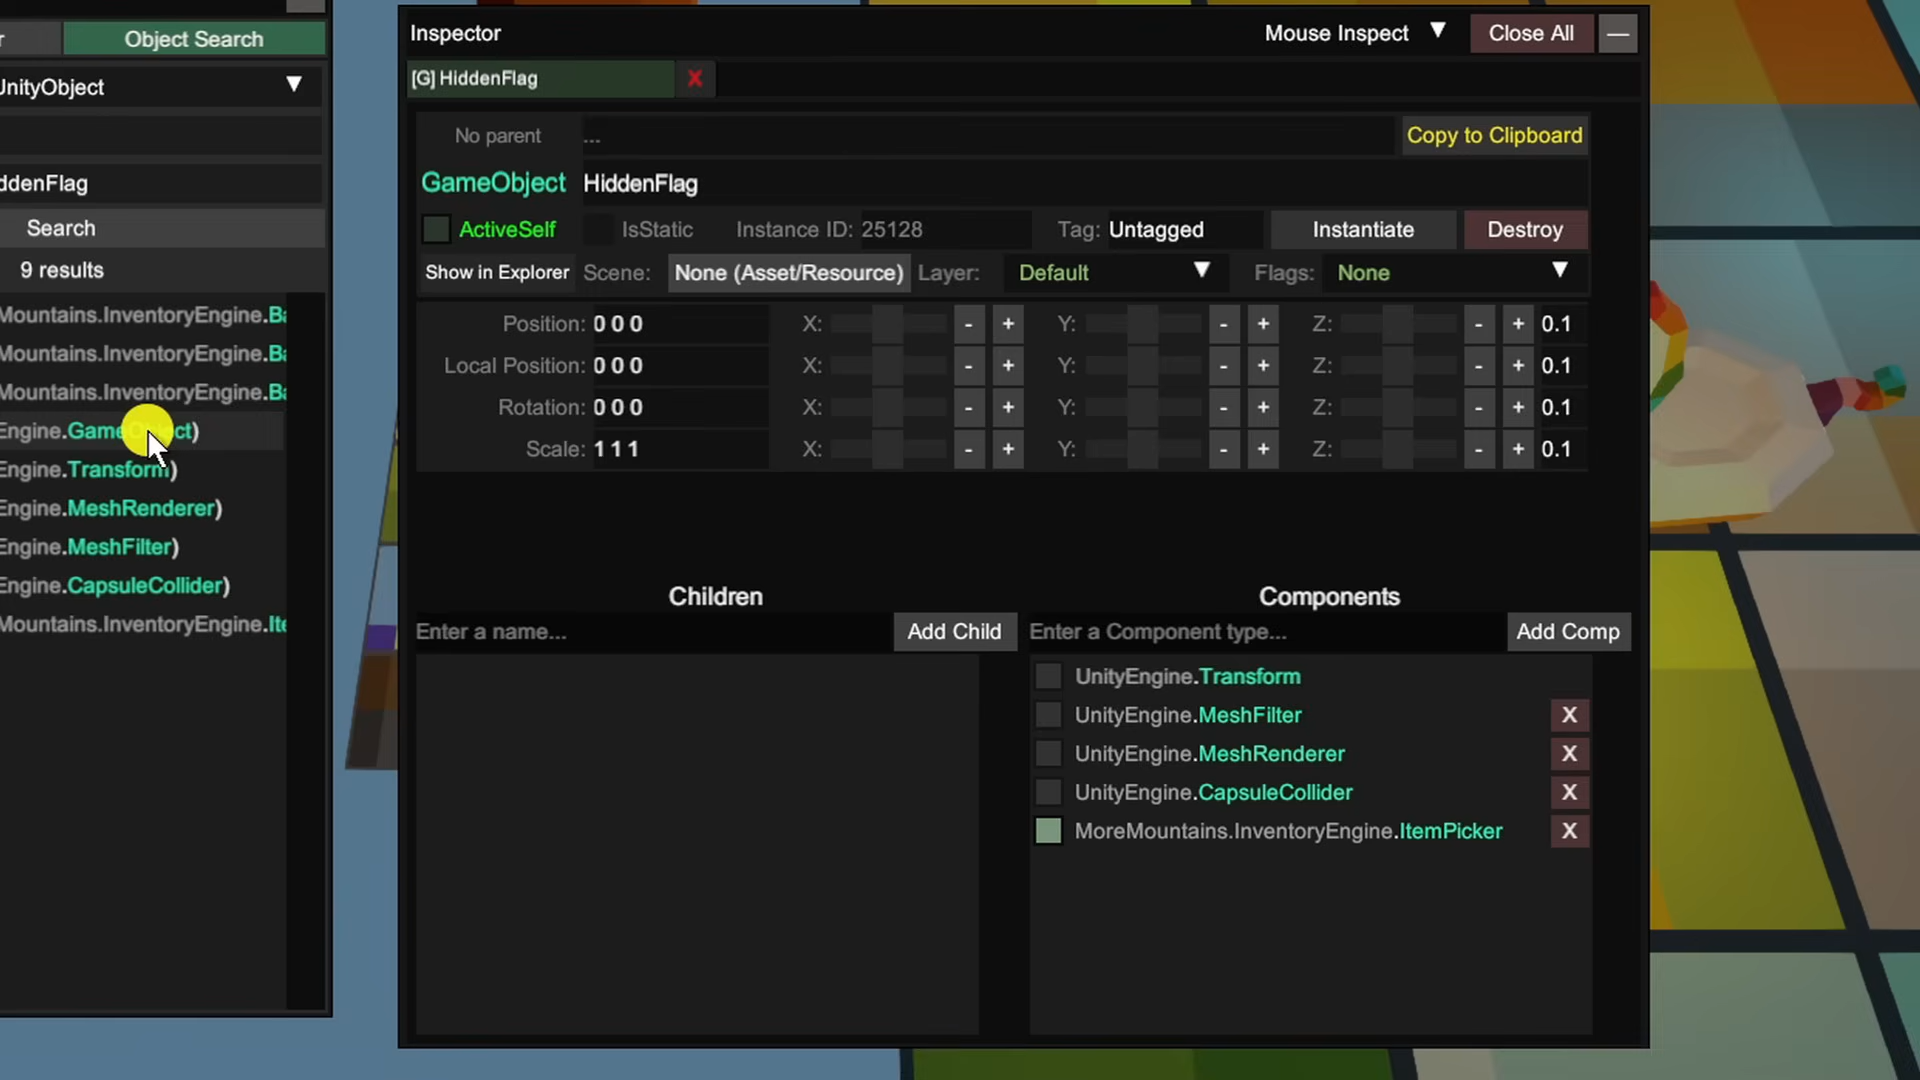 r Object Search
UnityObject ▼
ddenFlag
Search
9 results
Mountains.InventoryEngine.Ba
Mountains.InventoryEngine.Ba
Mountains.InventoryEngine.Ba
Engine.GameObject)
Engine.Transform)
Engine.MeshRenderer)
Engine.MeshFilter)
Engine.CapsuleCollider)
Mountains.InventoryEngine.Ite
Inspector Mouse Inspect ▼ Close All —
[G] HiddenFlag X
No parent ... Copy to Clipboard
GameObject HiddenFlag
ActiveSelf IsStatic Instance ID: 25128 Tag: Untagged Instantiate Destroy
Show in Explorer Scene: None (Asset/Resource) Layer: Default ▼ Flags: None ▼
Position: 0 0 0 X: - + Y: - + Z: - + 0.1
Local Position: 0 0 0 X: - + Y: - + Z: - + 0.1
Rotation: 0 0 0 X: - + Y: - + Z: - + 0.1
Scale: 1 1 1 X: - + Y: - + Z: - + 0.1
Children
Enter a name... Add Child
Components
Enter a Component type... Add Comp
UnityEngine.Transform
UnityEngine.MeshFilter X
UnityEngine.MeshRenderer X
UnityEngine.CapsuleCollider X
MoreMountains.InventoryEngine.ItemPicker X